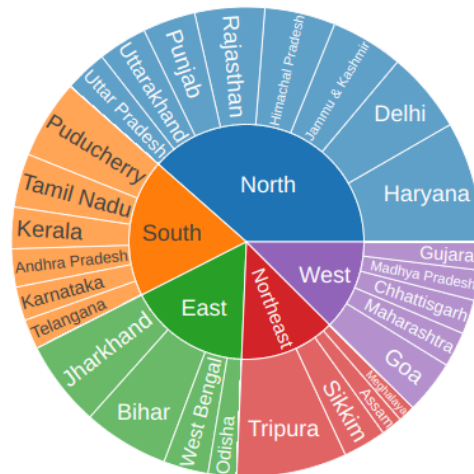 North
South
East
Northeast
West
Uttar Pradesh
Uttarakhand
Punjab
Rajasthan
Himachal Pradesh
Jammu & Kashmir
Delhi
Haryana
Puducherry
Tamil Nadu
Kerala
Andhra Pradesh
Karnataka
Telangana
Jharkhand
Bihar
West Bengal
Odisha
Tripura
Sikkim
Assam
Meghalaya
Goa
Maharashtra
Chhattisgarh
Madhya Pradesh
Gujara